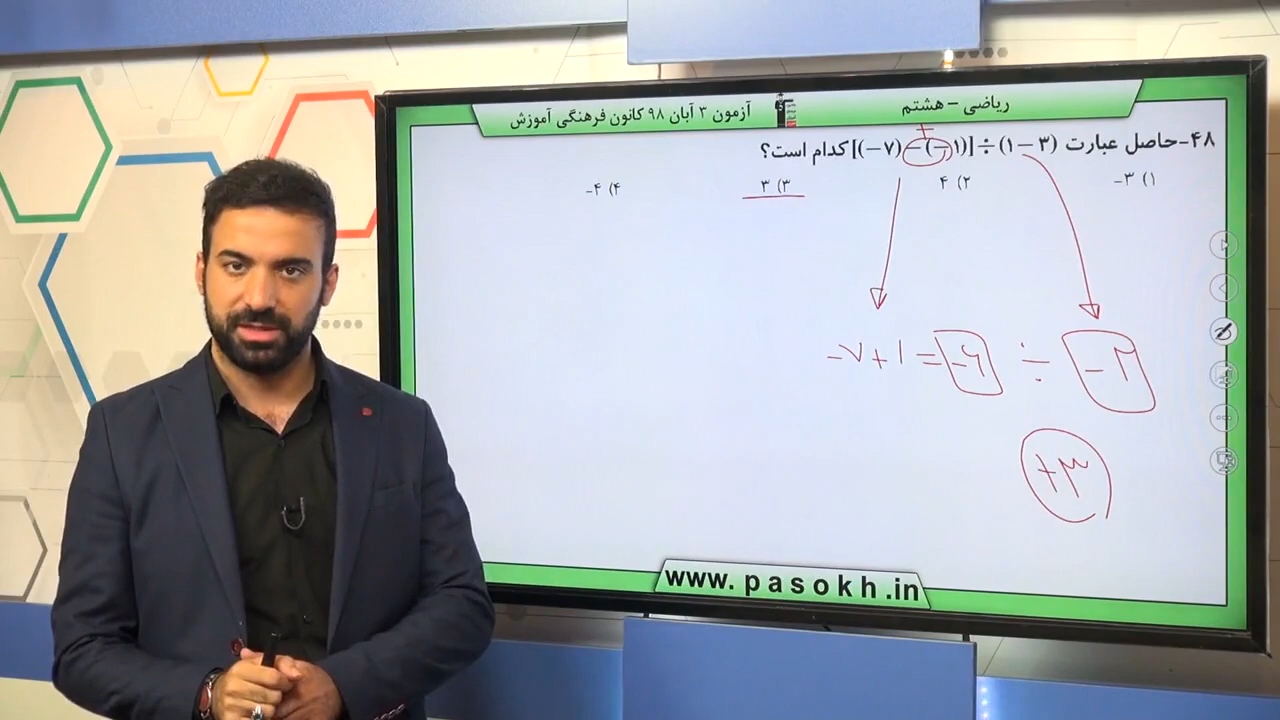 ریاضی – هشتم
آزمون ۳ آبان ۹۸ کانون فرهنگی آموزش
۴۸-حاصل عبارت [(−۷)−(−۱)]÷(۱−۳) کدام است؟
+
۱) −۳
۲) ۴
۳) ۳
۴) −۴
−۷+۱=−۶ ÷ −۲
+۳
www. p a s o k h .in